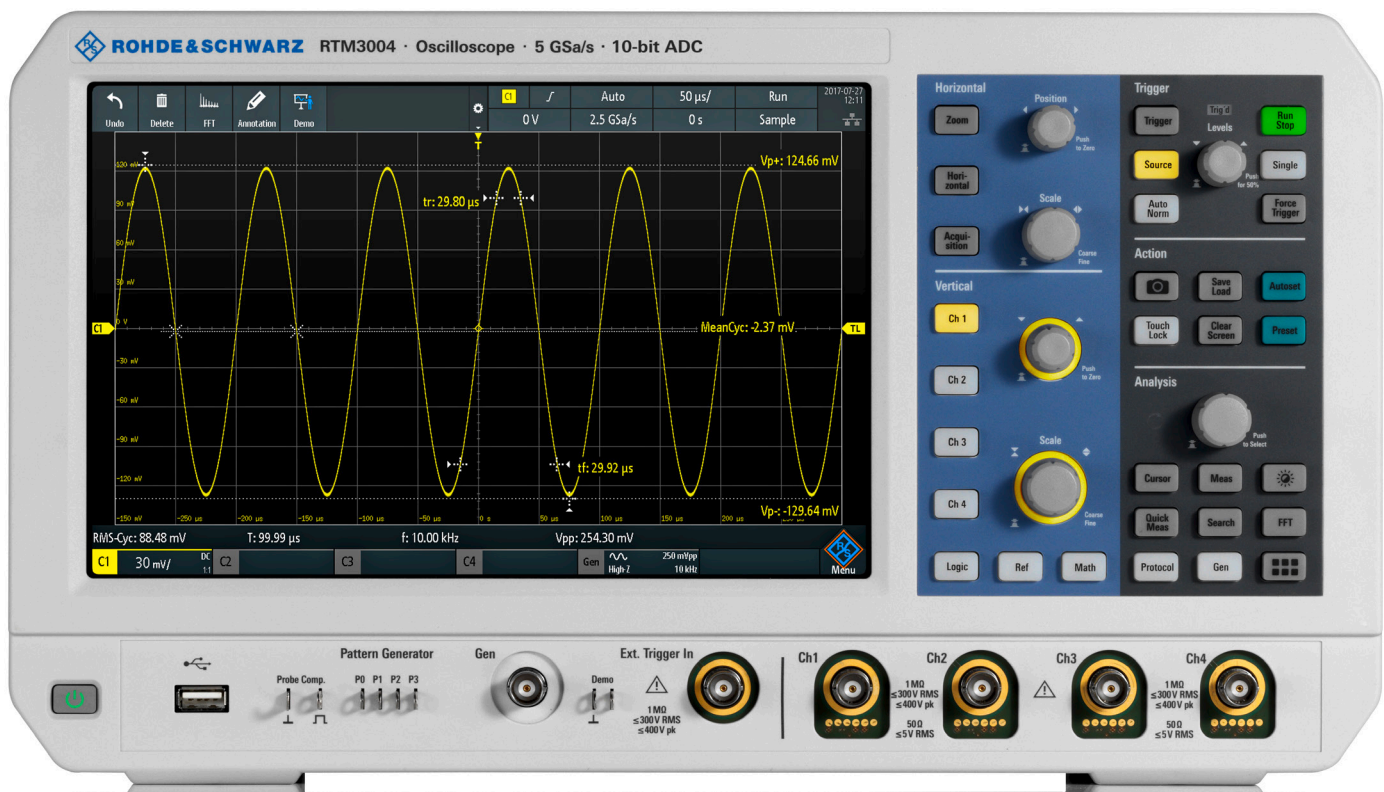 ROHDE & SCHWARZ RTM3004 · Oscilloscope · 5 GSa/s · 10-bit ADC
Undo Delete FFT Annotation Demo
C1 Auto 50 µs/ Run
0 V 2.5 GSa/s 0 s Sample
2017-07-27
12:11
T
120 mV
Vp+: 124.66 mV
tr: 29.80 µs
90 mV
60 mV
30 mV
0 V
C1
MeanCyc: -2.37 mV
TL
-30 mV
-60 mV
-90 mV
-120 mV
tf: 29.92 µs
Vp-: -129.64 mV
-150 mV -250 us -200 us -150 us -100 us -50 us 0 s 50 us 100 us 150 us 200 us
RMS-Cyc: 88.48 mV T: 99.99 µs f: 10.00 kHz Vpp: 254.30 mV
C1 30 mV/ DC 1:1 C2 C3 C4 Gen High-Z 250 mVpp 10 kHz
R&S
Menu
Horizontal
Position
Zoom
Push
to Zero
Hori-
zontal
Scale
Acqui-
sition
Coarse
Fine
Vertical
Ch 1
Push
to Zero
Ch 2
Ch 3
Scale
Ch 4
Coarse
Fine
Logic Ref Math
Trigger
Trigger
Trig'd
Levels
Run
Stop
Source
Single
Push
for 50%
Auto
Norm
Force
Trigger
Action
Save
Load
Autoset
Touch
Lock
Clear
Screen
Preset
Analysis
Push
to Select
Cursor Meas
Quick
Meas
Search FFT
Protocol Gen
Probe Comp.
Pattern Generator
P0 P1 P2 P3
Gen
Demo
Ext. Trigger In
1 MΩ
≤300 V RMS
≤400 V pk
Ch1
Ch2
1 MΩ
≤300 V RMS
≤400 V pk
50 Ω
≤5 V RMS
Ch3
Ch4
1 MΩ
≤300 V RMS
≤400 V pk
50 Ω
≤5 V RMS